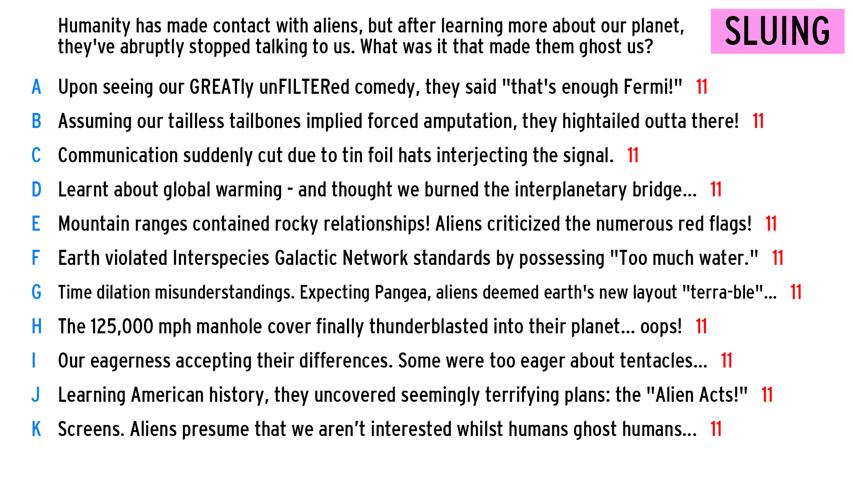 Humanity has made contact with aliens, but after learning more about our planet,
they've abruptly stopped talking to us. What was it that made them ghost us?
SLUING
A Upon seeing our GREATly unFILTERed comedy, they said "that's enough Fermi!" 11
B Assuming our tailless tailbones implied forced amputation, they hightailed outta there! 11
C Communication suddenly cut due to tin foil hats interjecting the signal. 11
D Learnt about global warming - and thought we burned the interplanetary bridge... 11
E Mountain ranges contained rocky relationships! Aliens criticized the numerous red flags! 11
F Earth violated Interspecies Galactic Network standards by possessing "Too much water." 11
G Time dilation misunderstandings. Expecting Pangea, aliens deemed earth's new layout "terra-ble"... 11
H The 125,000 mph manhole cover finally thunderblasted into their planet... oops! 11
I Our eagerness accepting their differences. Some were too eager about tentacles... 11
J Learning American history, they uncovered seemingly terrifying plans: the "Alien Acts!" 11
K Screens. Aliens presume that we aren’t interested whilst humans ghost humans... 11